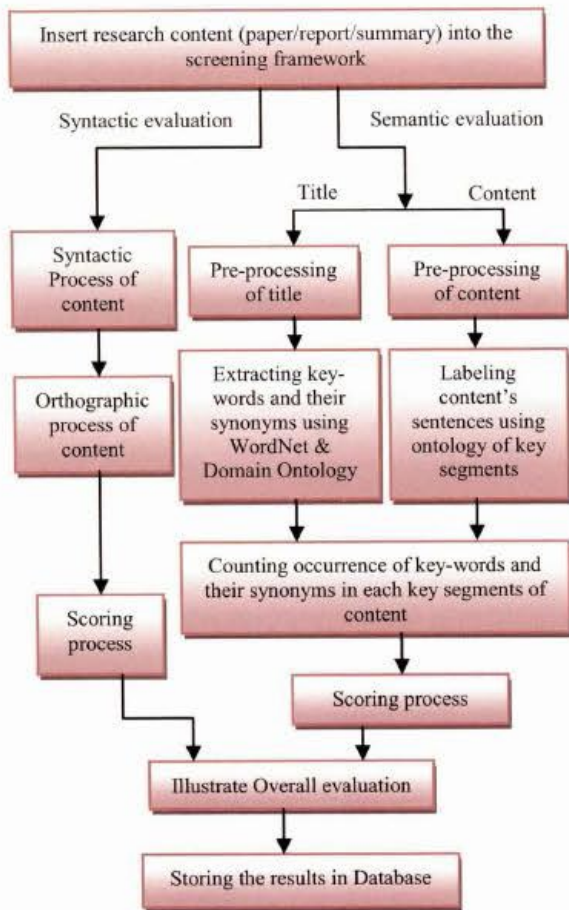 Insert research content (paper/report/summary) into the
screening framework
Syntactic evaluation
Semantic evaluation
Title
Content
Syntactic
Process of
content
Pre-processing
of title
Pre-processing
of content
Orthographic
process of
content
Extracting key-
words and their
synonyms using
WordNet &
Domain Ontology
Labeling
content's
sentences using
ontology of key
segments
Counting occurrence of key-words and
their synonyms in each key segments of
content
Scoring
process
Scoring process
Illustrate Overall evaluation
Storing the results in Database